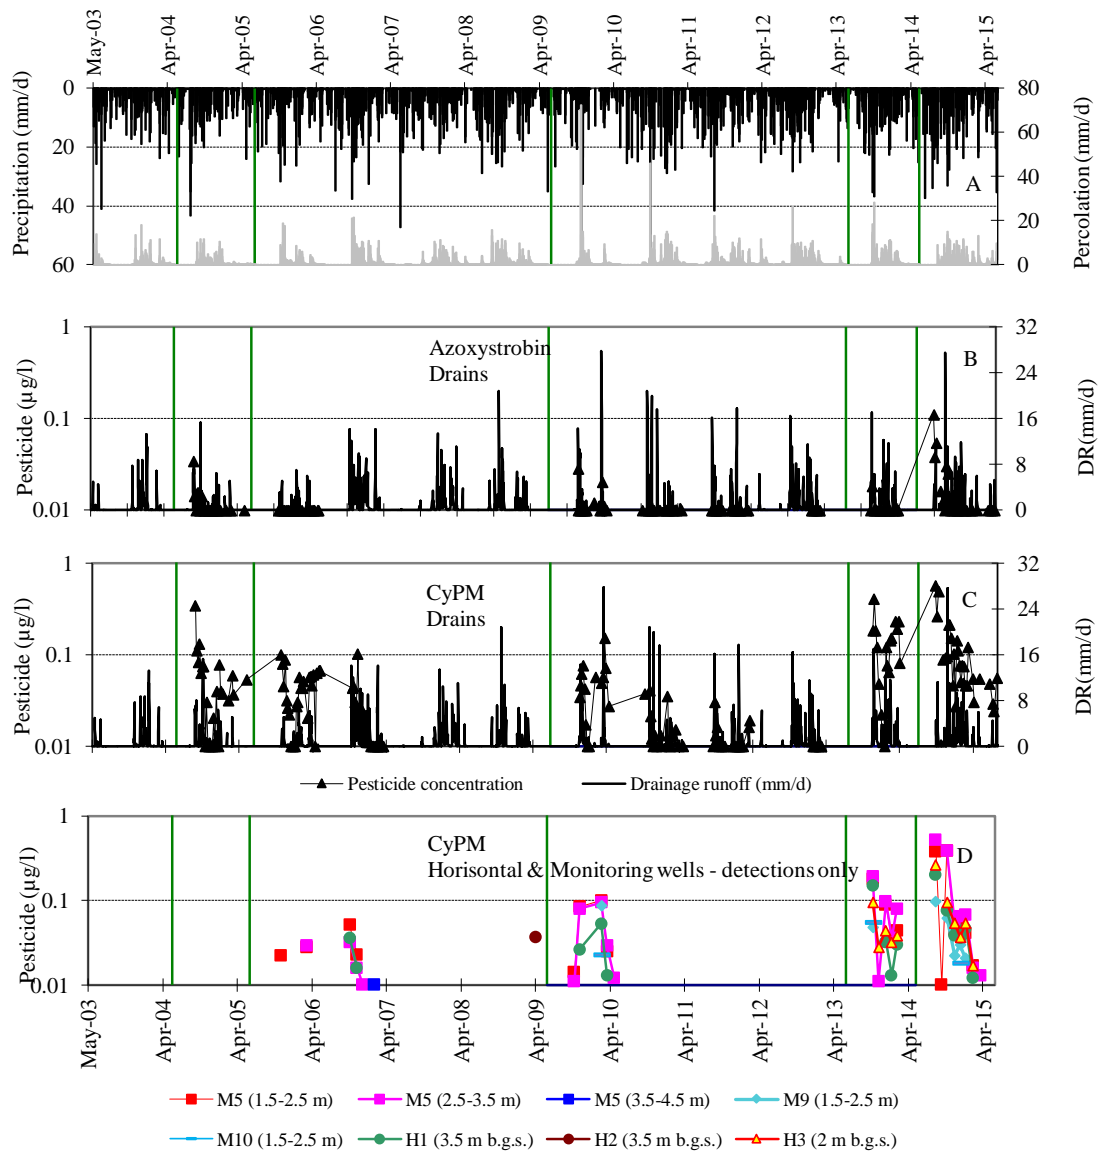 May-03 Apr-04 Apr-05 Apr-06 Apr-07 Apr-08 Apr-09 Apr-10 Apr-11 Apr-12 Apr-13 Apr-14 Apr-15
Precipitation (mm/d)
0
20
40
60
A
80
60
40
20
0
Percolation (mm/d)
Pesticide (µg/l)
1
0.1
0.01
Azoxystrobin
Drains
B
32
24
16
8
0
DR(mm/d)
Pesticide (µg/l)
1
0.1
0.01
CyPM
Drains
C
32
24
16
8
0
DR(mm/d)
Pesticide concentration
Drainage runoff (mm/d)
Pesticide (µg/l)
1
0.1
0.01
CyPM
Horisontal & Monitoring wells - detections only
D
May-03 Apr-04 Apr-05 Apr-06 Apr-07 Apr-08 Apr-09 Apr-10 Apr-11 Apr-12 Apr-13 Apr-14 Apr-15
M5 (1.5-2.5 m) M5 (2.5-3.5 m) M5 (3.5-4.5 m) M9 (1.5-2.5 m)
M10 (1.5-2.5 m) H1 (3.5 m b.g.s.) H2 (3.5 m b.g.s.) H3 (2 m b.g.s.)